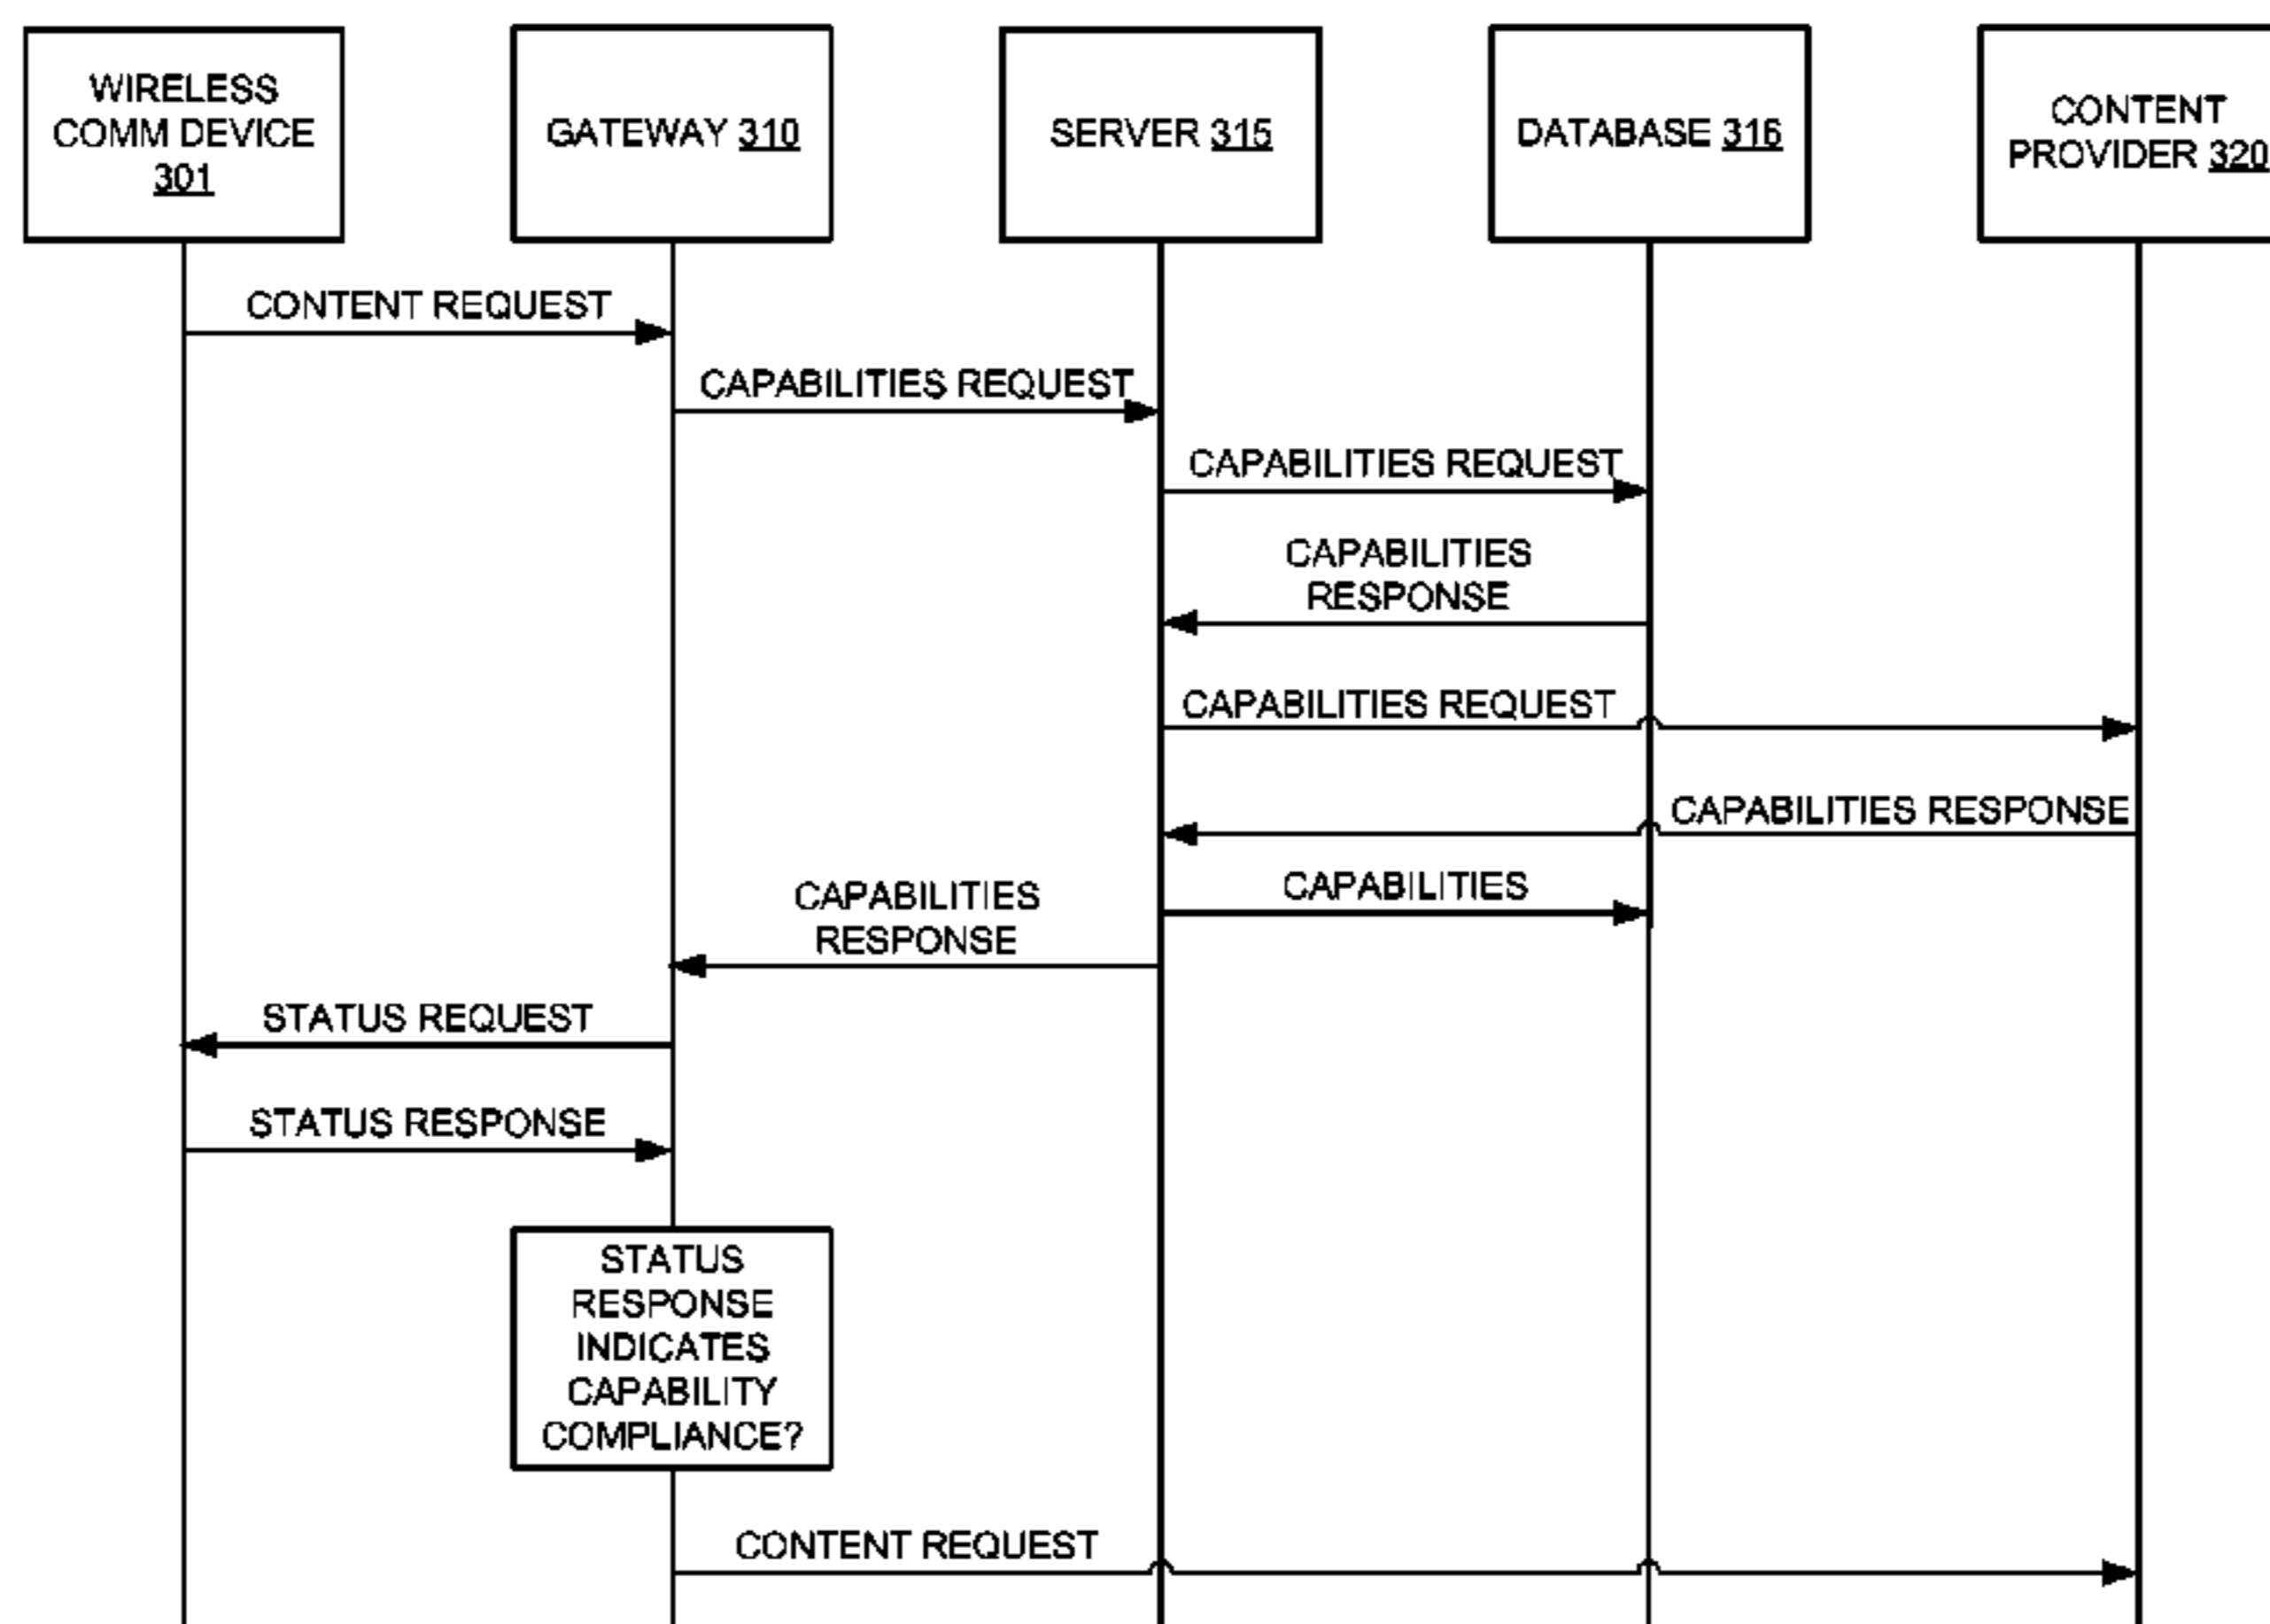 WIRELESS
COMM DEVICE
301
GATEWAY 310
SERVER 315
DATABASE 316
CONTENT
PROVIDER 320
CONTENT REQUEST
CAPABILITIES REQUEST
CAPABILITIES REQUEST
CAPABILITIES
RESPONSE
CAPABILITIES REQUEST
CAPABILITIES RESPONSE
CAPABILITIES
CAPABILITIES
RESPONSE
STATUS REQUEST
STATUS RESPONSE
STATUS
RESPONSE
INDICATES
CAPABILITY
COMPLIANCE?
CONTENT REQUEST